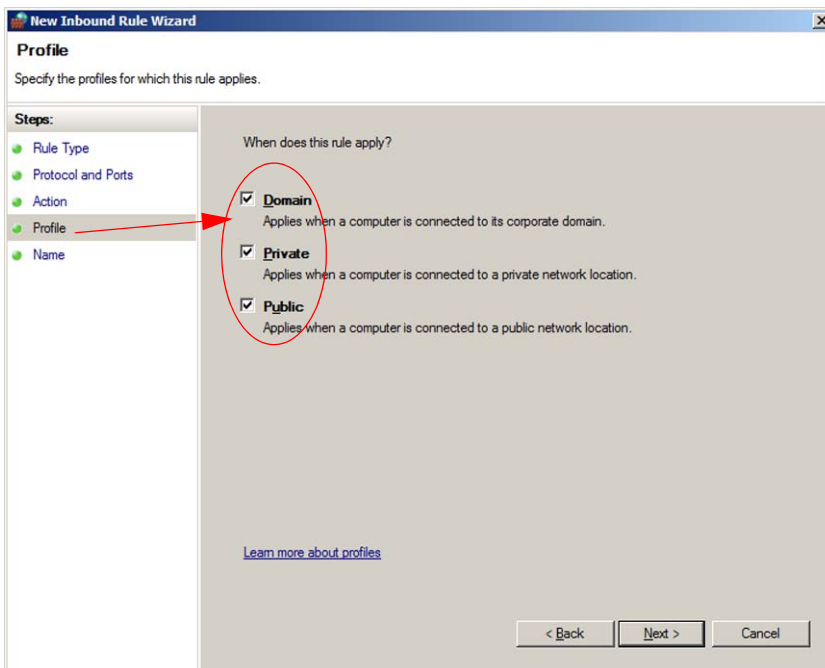 New Inbound Rule Wizard
Profile
Specify the profiles for which this rule applies.
Steps:
Rule Type
Protocol and Ports
Action
Profile
Name
When does this rule apply?
Domain
Applies when a computer is connected to its corporate domain.
Private
Applies when a computer is connected to a private network location.
Public
Applies when a computer is connected to a public network location.
Learn more about profiles
< Back
Next >
Cancel